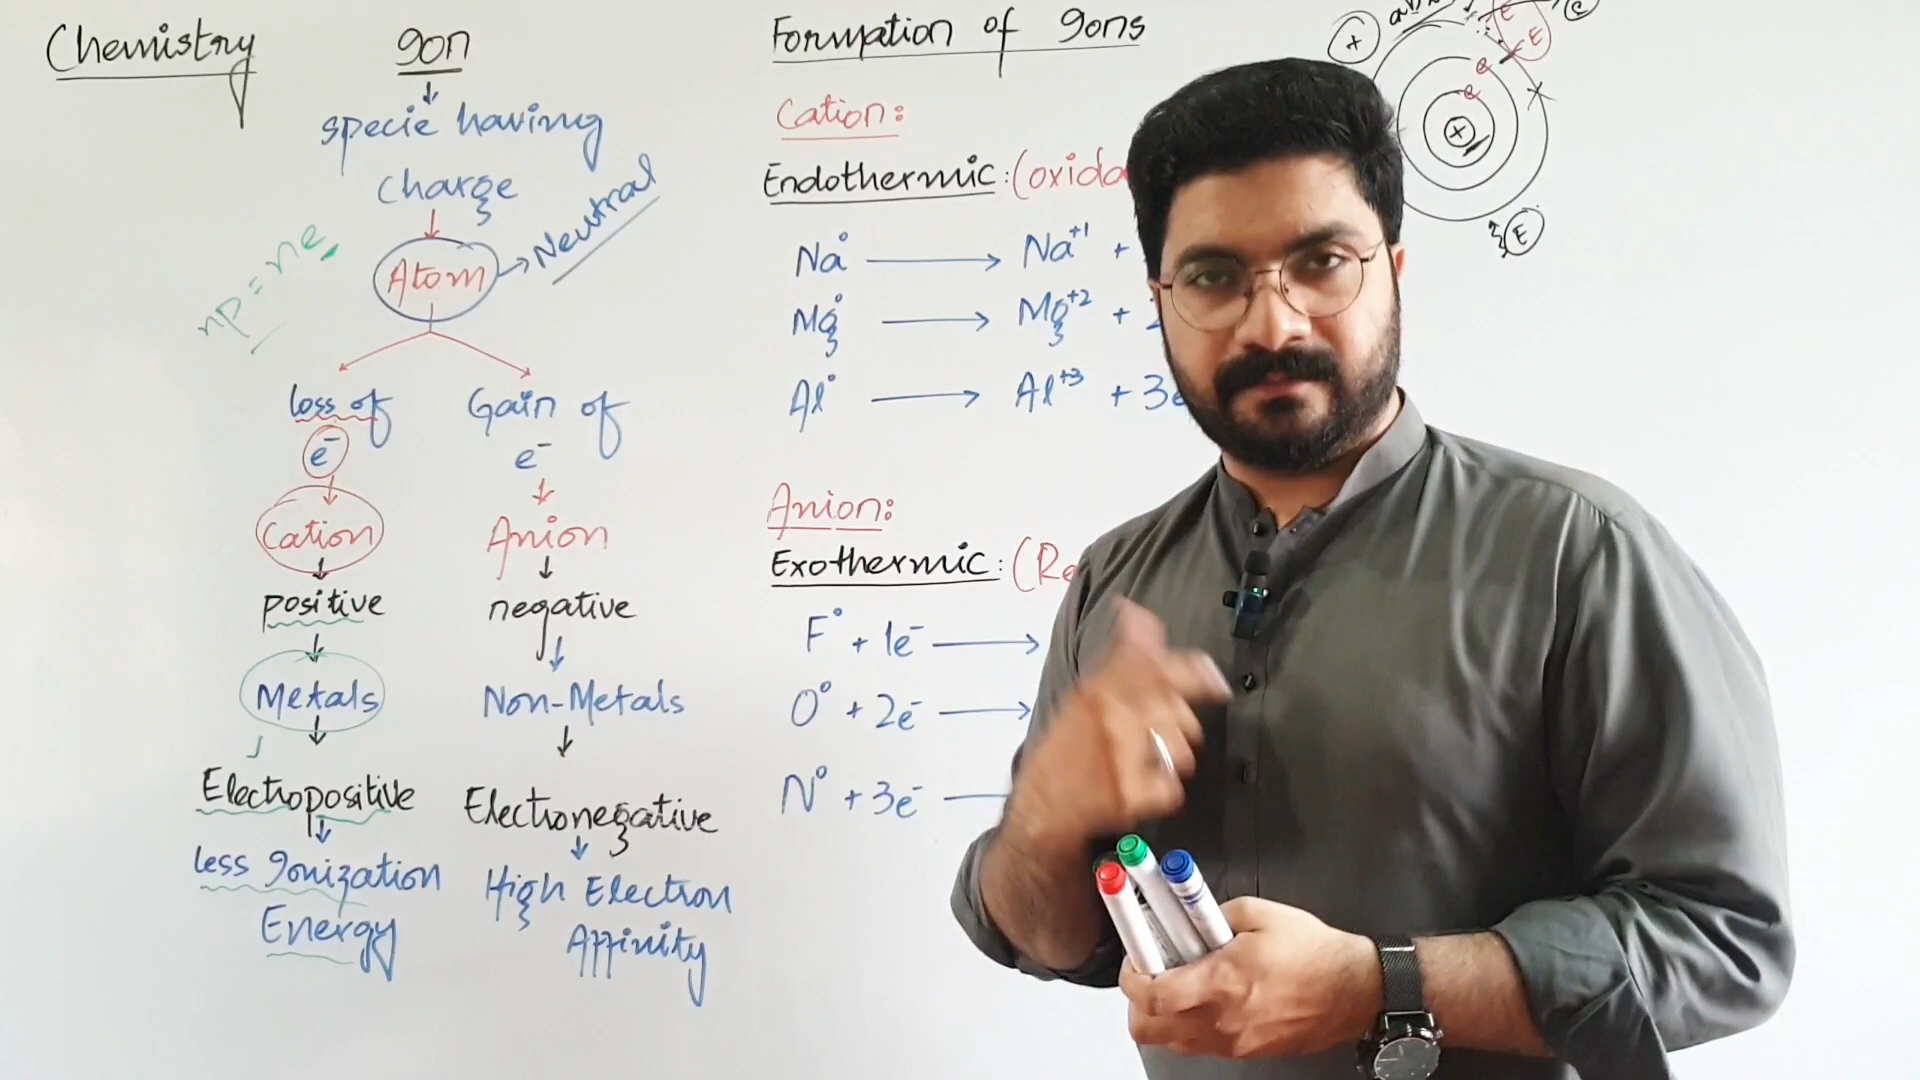 Chemistry
Ion
specie having
Charge
Atom
Neutral
np = ne
loss of
e⁻
Cation
positive
Metals
Electropositive
less Ionization
Energy
Gain of
e⁻
Anion
negative
Non-Metals
Electronegative
High Electron
Affinity
Formation of Ions
Cation:
Endothermic : (oxida
Na° → Na⁺¹ +
Mg° → Mg⁺² + 2
Al° → Al⁺³ + 3e
Anion:
Exothermic : (Re
F° + 1e⁻ →
O° + 2e⁻ →
N° + 3e⁻
+
E
e
e
+
E